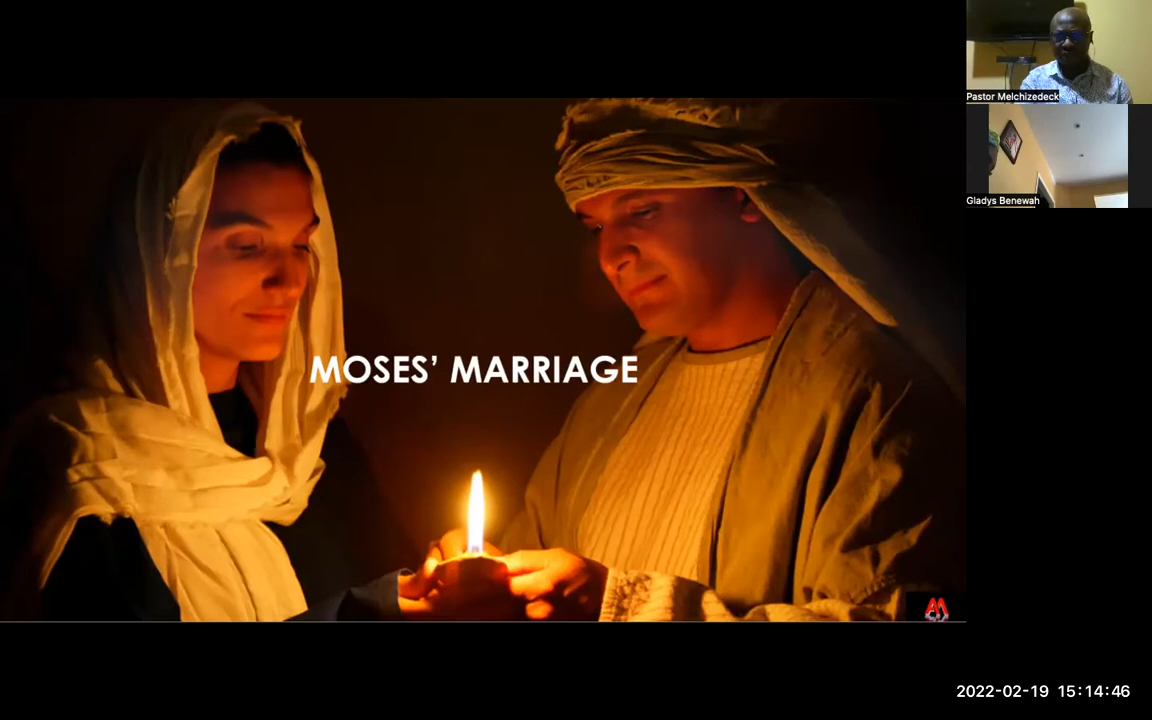 Pastor Melchizedeck
Gladys Benewah
MOSES' MARRIAGE
2022-02-19 15:14:46